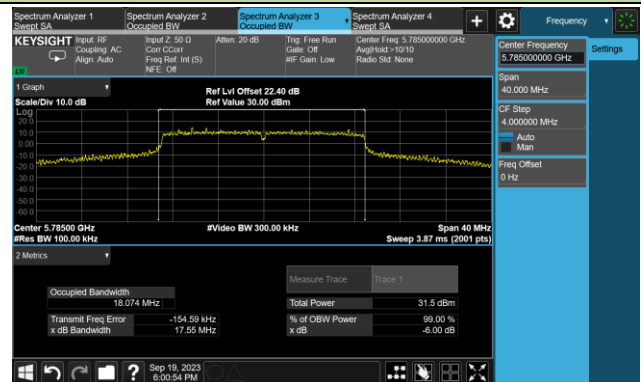 Spectrum Analyzer 1
Swept SA
Spectrum Analyzer 2
Occupied BW
Spectrum Analyzer 3
Occupied BW
Spectrum Analyzer 4
Swept SA
Frequency
KEYSIGHT
Input: RF
Coupling: AC
Align: Auto
Input Z: 50 Ω
Corr CCorr
Freq Ref: Int (S)
NFE: Off
Atten: 20 dB
Trig: Free Run
Gate: Off
#IF Gain: Low
Center Freq: 5.785000000 GHz
Avg|Hold:>10/10
Radio Std: None
Center Frequency
5.785000000 GHz
Settings
Span
40.000 MHz
CF Step
4.000000 MHz
Auto
Man
Freq Offset
0 Hz
1 Graph
Scale/Div 10.0 dB
Ref Lvl Offset 22.40 dB
Ref Value 30.00 dBm
Log
20.0
10.0
0.00
-10.0
-20.0
-30.0
-40.0
-50.0
-60.0
Center 5.78500 GHz
#Video BW 300.00 kHz
Span 40 MHz
#Res BW 100.00 kHz
Sweep 3.87 ms (2001 pts)
2 Metrics
Measure Trace
Trace 1
Occupied Bandwidth
18.074 MHz
Total Power
31.5 dBm
Transmit Freq Error
-154.59 kHz
% of OBW Power
99.00 %
x dB Bandwidth
17.55 MHz
x dB
-6.00 dB
Sep 19, 2023
6:00:54 PM